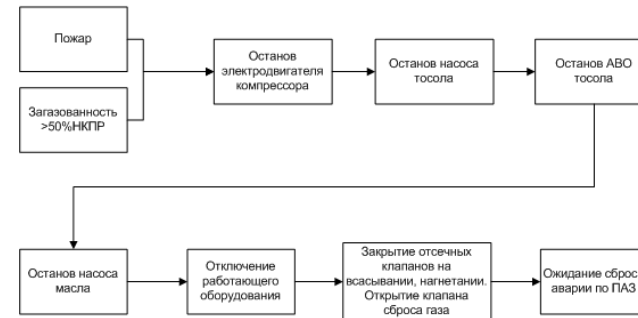 Пожар
Загазованность
>50%НКПР
Останов
электродвигателя
компрессора
Останов насоса
тосола
Останов АВО
тосола
Останов насоса
масла
Отключение
работающего
оборудования
Закрытие отсечных
клапанов на
всасывании, нагнетании.
Открытие клапана
сброса газа
Ожидание сброса
аварии по ПАЗ